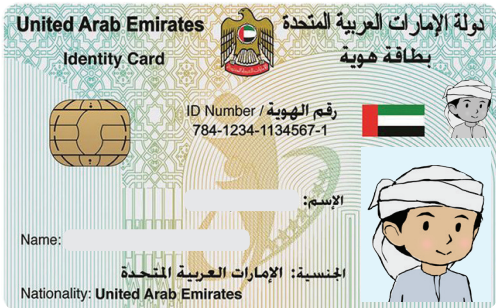 United Arab Emirates دولة الإمارات العربية المتحدة
Identity Card بطاقة هوية
ID Number / رقم الهوية
784-1234-1134567-1
الإسم:
Name:
الجنسية: الإمارات العربية المتحدة
Nationality: United Arab Emirates